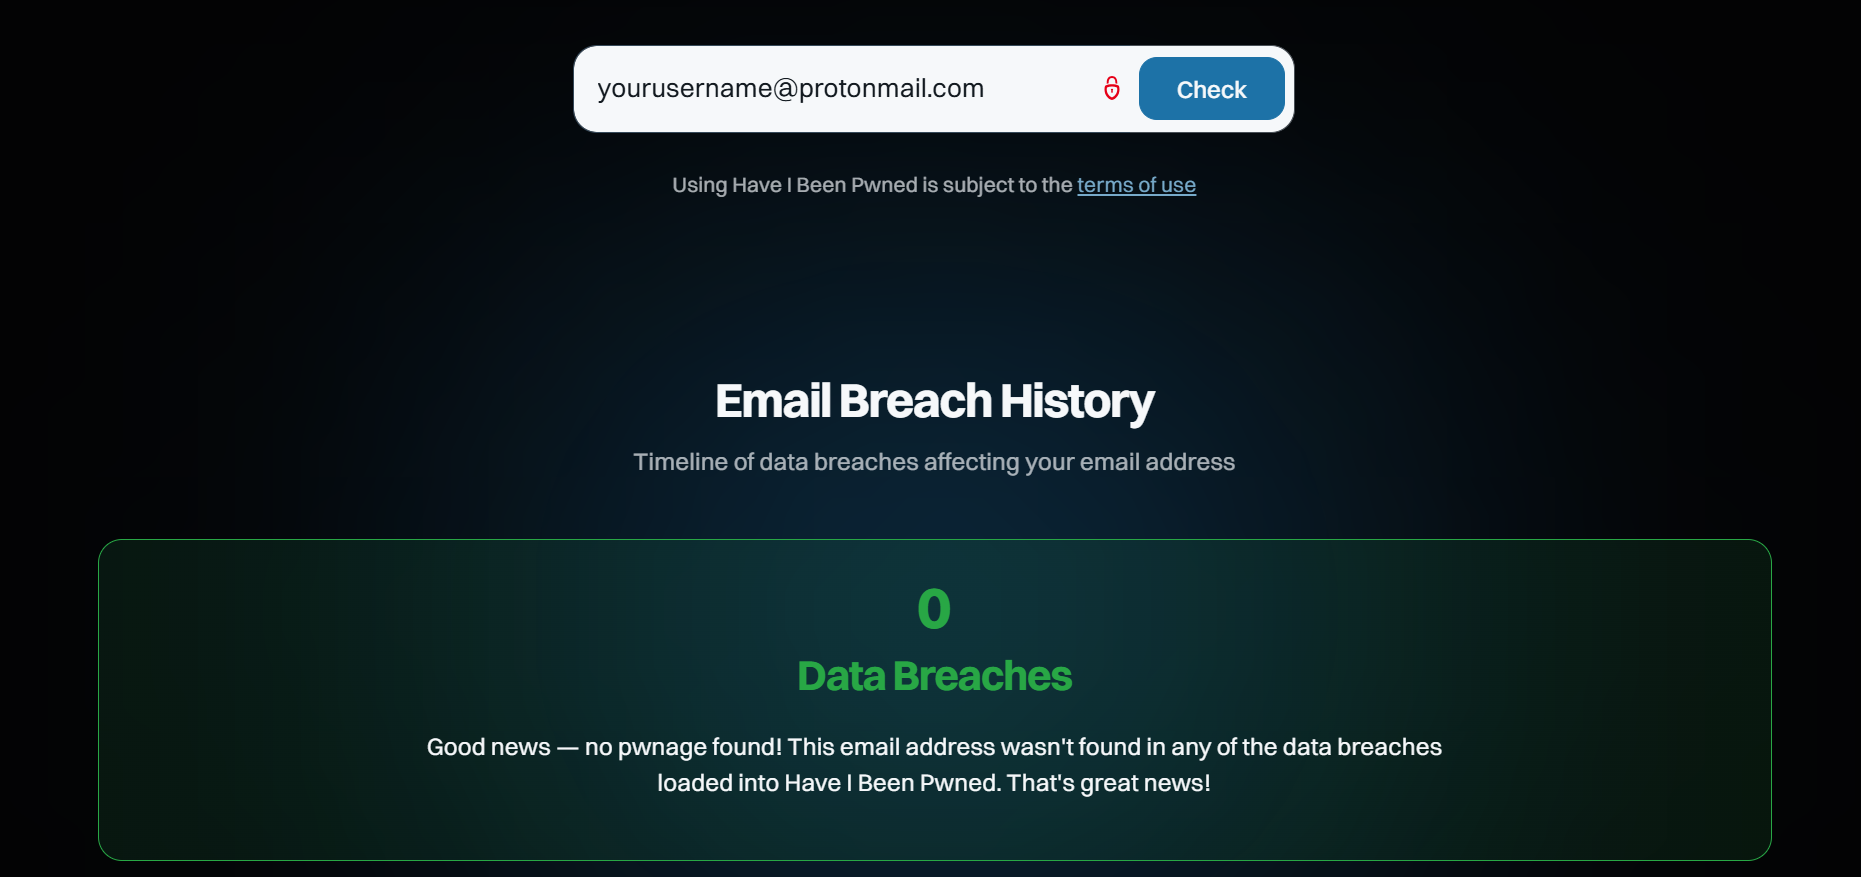 yourusername@protonmail.com
Check
Using Have I Been Pwned is subject to the terms of use
Email Breach History
Timeline of data breaches affecting your email address
0
Data Breaches
Good news — no pwnage found! This email address wasn't found in any of the data breaches
loaded into Have I Been Pwned. That's great news!